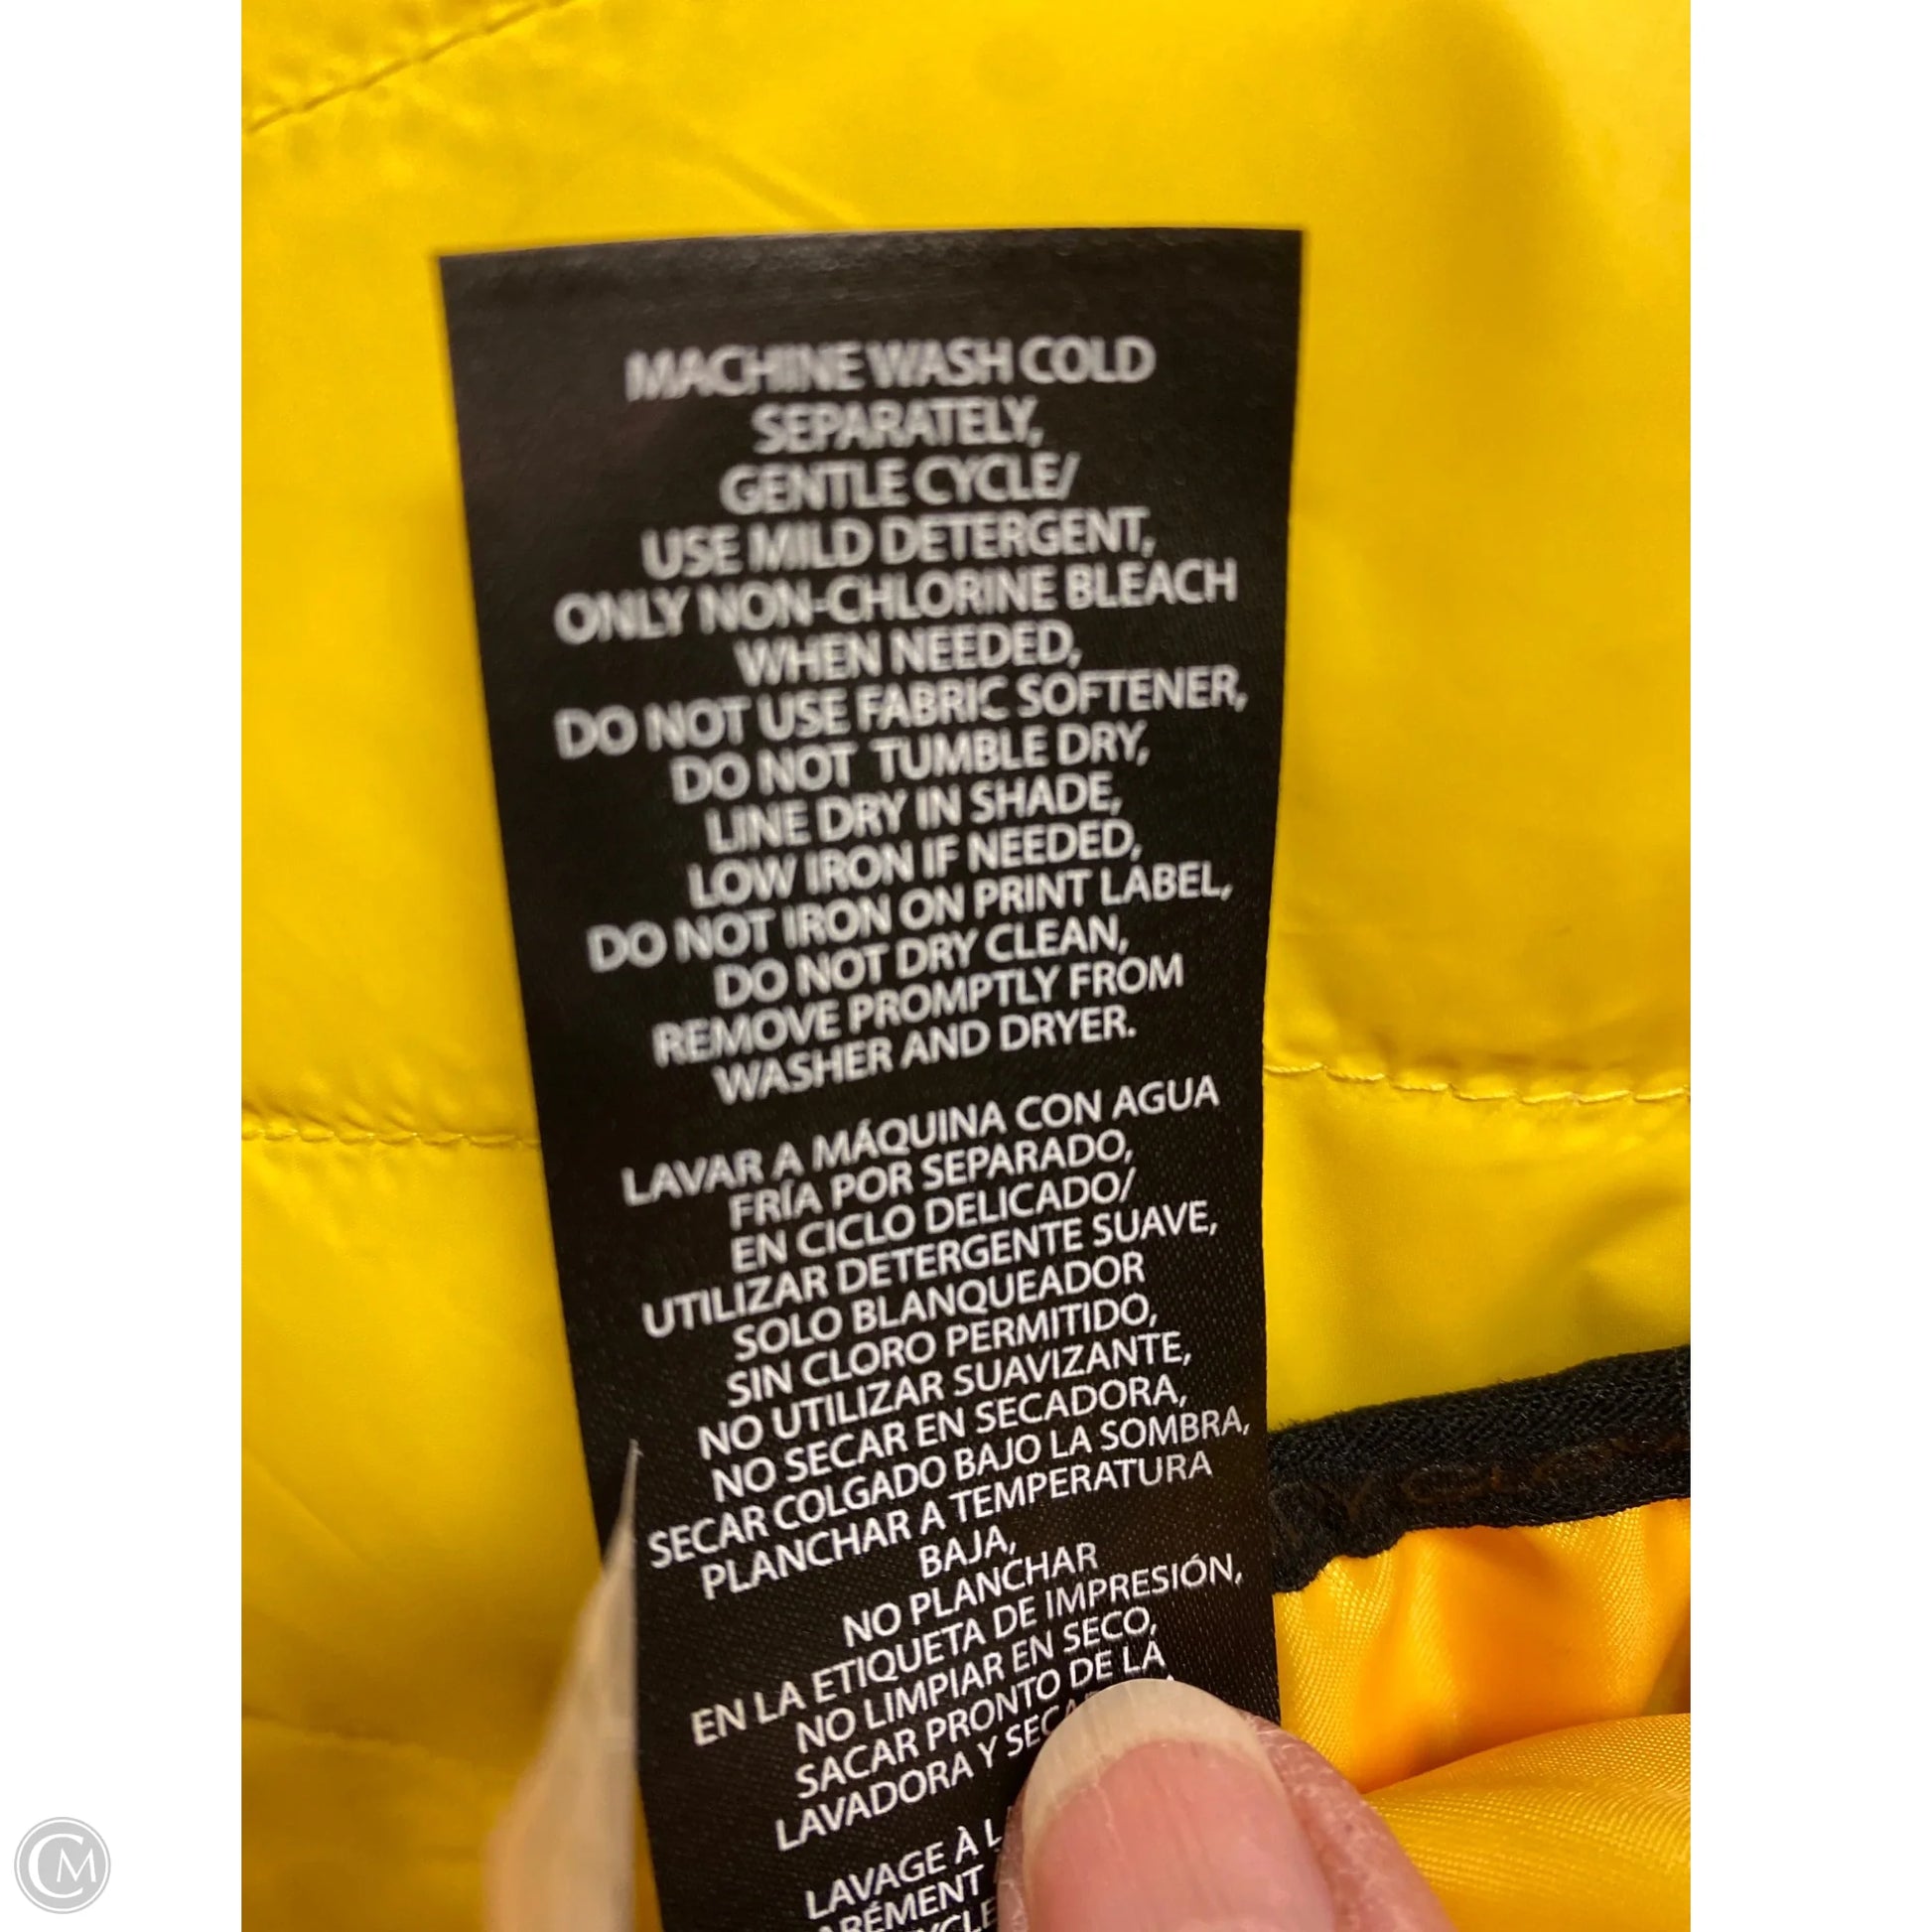 MACHINE WASH COLD
SEPARATELY,
GENTLE CYCLE/
USE MILD DETERGENT,
ONLY NON-CHLORINE BLEACH
WHEN NEEDED,
DO NOT USE FABRIC SOFTENER,
DO NOT TUMBLE DRY,
LINE DRY IN SHADE,
LOW IRON IF NEEDED,
DO NOT IRON ON PRINT LABEL,
DO NOT DRY CLEAN,
REMOVE PROMPTLY FROM
WASHER AND DRYER.
LAVAR A MÁQUINA CON AGUA
FRÍA POR SEPARADO,
EN CICLO DELICADO/
UTILIZAR DETERGENTE SUAVE,
SOLO BLANQUEADOR
SIN CLORO PERMITIDO,
NO UTILIZAR SUAVIZANTE,
NO SECAR EN SECADORA,
SECAR COLGADO BAJO LA SOMBRA,
PLANCHAR A TEMPERATURA
BAJA,
NO PLANCHAR
EN LA ETIQUETA DE IMPRESIÓN,
NO LIMPIAR EN SECO,
SACAR PRONTO DE LA
LAVADORA Y
LAVAGE À
CM